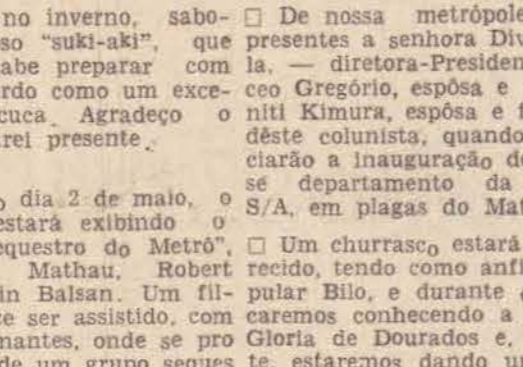 no inverno, sabo-
so "suki-aki", que
abe preparar com
rdo como um exce-
cuca. Agradeço o
rei presente.
o dia 2 de maio, o
estará exibindo o
equestro do Metrô",
Mathau, Robert
in Balsan. Um fil-
ce ser assistido, com
nantes, onde se pro
de um grupo seques
□ De nossa metrópole
presentes a senhora Div
la, — diretora-Presiden
ceo Gregório, espôsa e
niti Kimura, espôsa e
dêste colunista, quando
ciarão a inauguração de
se departamento da
S/A, em plagas do Mat
□ Um churrasco estará
recido, tendo como anfi
pular Bilo, e durante
caremos conhecendo a
Gloria de Dourados e,
te, estaremos dando u